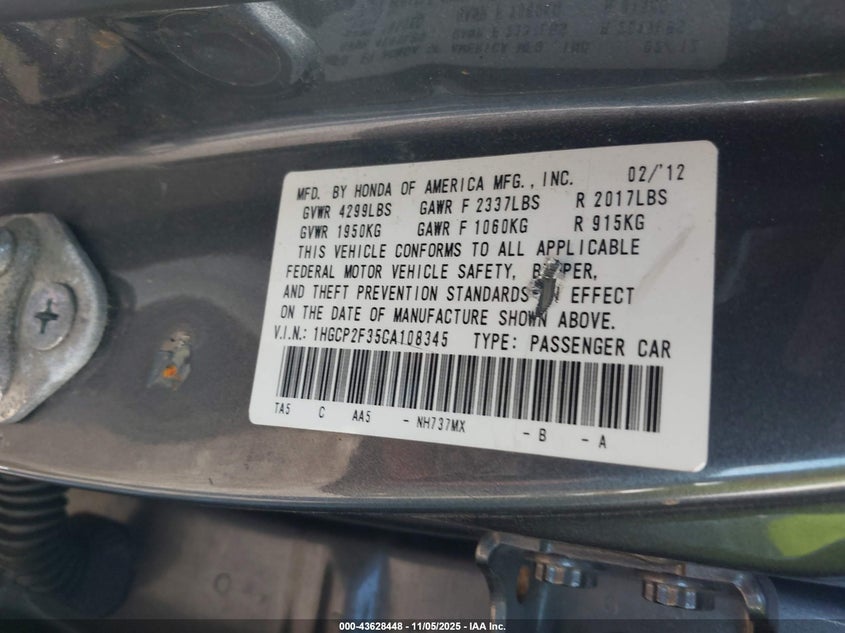 MFD. BY HONDA OF AMERICA MFG., INC. 02/'12
GVWR 4299LBS GAWR F 2337LBS R 2017LBS
GVWR 1950KG GAWR F 1060KG R 915KG
THIS VEHICLE CONFORMS TO ALL APPLICABLE
FEDERAL MOTOR VEHICLE SAFETY, PER,
AND THEFT PREVENTION STANDARDS EFFECT
ON THE DATE OF MANUFACTURE SHOWN ABOVE.
V.I.N.: 1HGCP2F35CA108345 TYPE: PASSENGER CAR
TA5 C AA5 - NH737MX - B - A
000-43628448 - 11/05/2025 - IAA Inc.